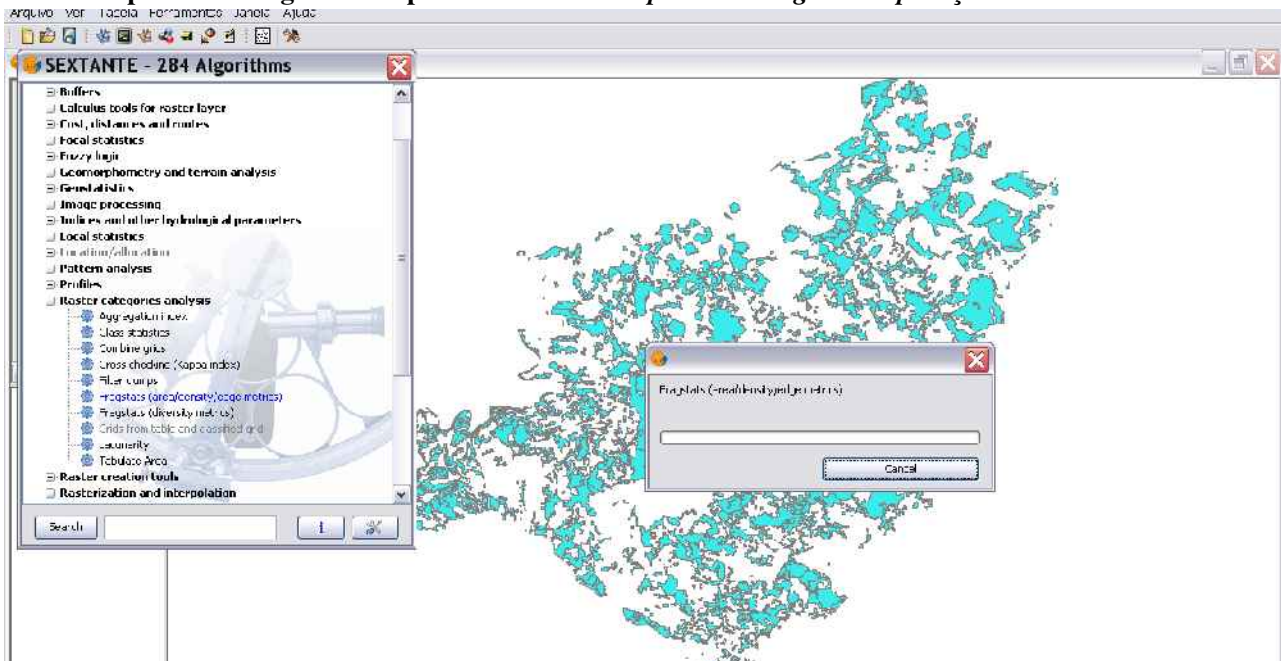 Arquivo Ver Tabela Ferramentas Janela Ajuda
SEXTANTE - 284 Algorithms
Buffers
Calculus tools for raster layer
Cost, distances and routes
Focal statistics
Fuzzy logic
Geomorphometry and terrain analysis
Geostatistics
Image processing
Indices and other hydrological parameters
Local statistics
Location/allocation
Pattern analysis
Profiles
Raster categories analysis
Aggregation index
Class statistics
Combine grids
Cross checking (Kappa index)
Filter clumps
Fragstats (area/density/edge metrics)
Fragstats (diversity metrics)
Grids from table and classified grid
Lacunarity
Tabulate Area
Raster creation tools
Rasterization and interpolation
Search
i
Fragstats (area/density/edge metrics)
Cancel